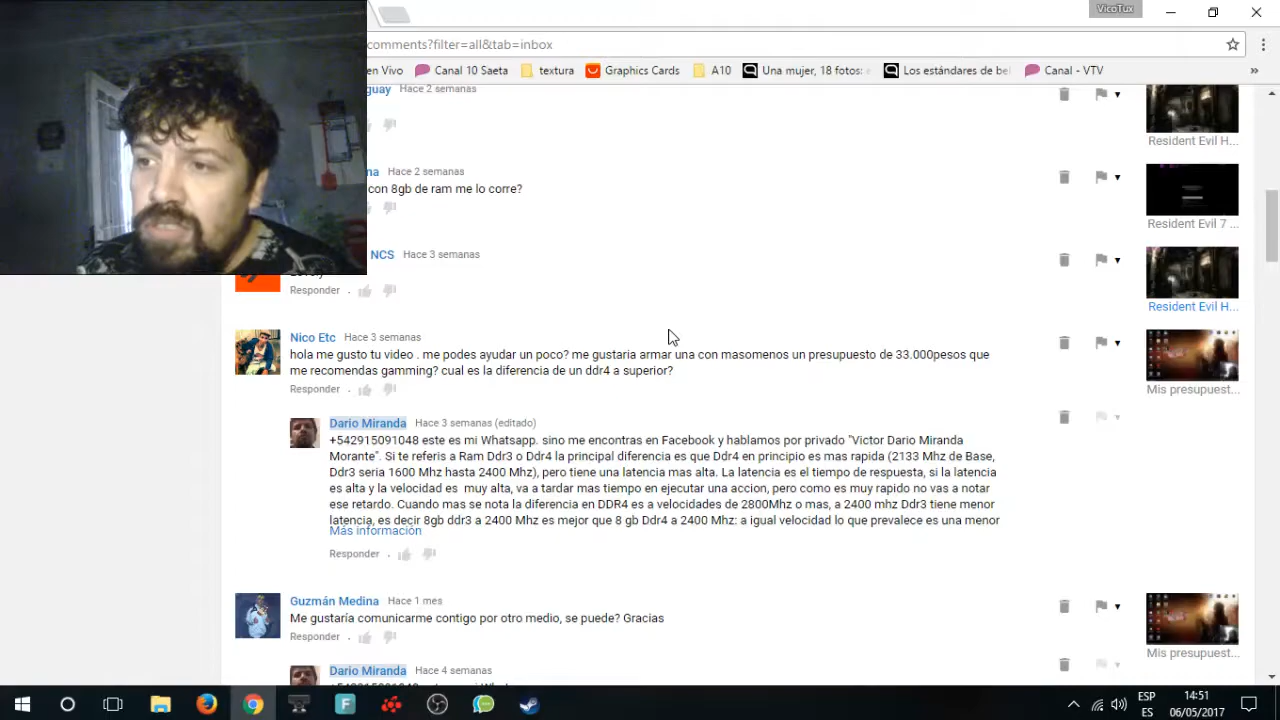 VicoTux
comments?filter=all&tab=inbox
en Vivo
Canal 10 Saeta
textura
Graphics Cards
A10
Una mujer, 18 fotos: e
Los estándares de bel
Canal - VTV
»
guay Hace 2 semanas
Resident Evil H...
ma Hace 2 semanas
con 8gb de ram me lo corre?
Resident Evil 7 ...
NCS Hace 3 semanas
Responder .
Resident Evil H...
Nico Etc Hace 3 semanas
hola me gusto tu video . me podes ayudar un poco? me gustaria armar una con masomenos un presupuesto de 33.000pesos que
me recomendas gamming? cual es la diferencia de un ddr4 a superior?
Responder .
Mis presupuest...
Dario Miranda Hace 3 semanas (editado)
+542915091048 este es mi Whatsapp. sino me encontras en Facebook y hablamos por privado "Victor Dario Miranda
Morante". Si te referis a Ram Ddr3 o Ddr4 la principal diferencia es que Ddr4 en principio es mas rapida (2133 Mhz de Base,
Ddr3 seria 1600 Mhz hasta 2400 Mhz), pero tiene una latencia mas alta. La latencia es el tiempo de respuesta, si la latencia
es alta y la velocidad es muy alta, va a tardar mas tiempo en ejecutar una accion, pero como es muy rapido no vas a notar
ese retardo. Cuando mas se nota la diferencia en DDR4 es a velocidades de 2800Mhz o mas, a 2400 mhz Ddr3 tiene menor
latencia, es decir 8gb ddr3 a 2400 Mhz es mejor que 8 gb Ddr4 a 2400 Mhz: a igual velocidad lo que prevalece es una menor
Más información
Responder .
Guzmán Medina Hace 1 mes
Me gustaría comunicarme contigo por otro medio, se puede? Gracias
Responder .
Mis presupuest...
Dario Miranda Hace 4 semanas
ESP
ES
14:51
06/05/2017